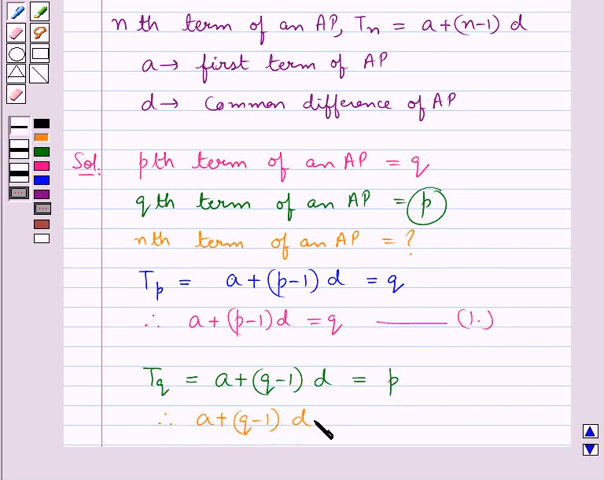 nth term of an AP, Tn = a+(n-1) d
a→ first term of AP
d→ Common difference of AP
Sol. pth term of an AP = q
qth term of an AP = p
nth term of an AP = ?
Tp = a+(p-1) d = q
∴ a+(p-1)d = q —— (1.)
Tq = a+(q-1) d = p
∴ a+(q-1) d